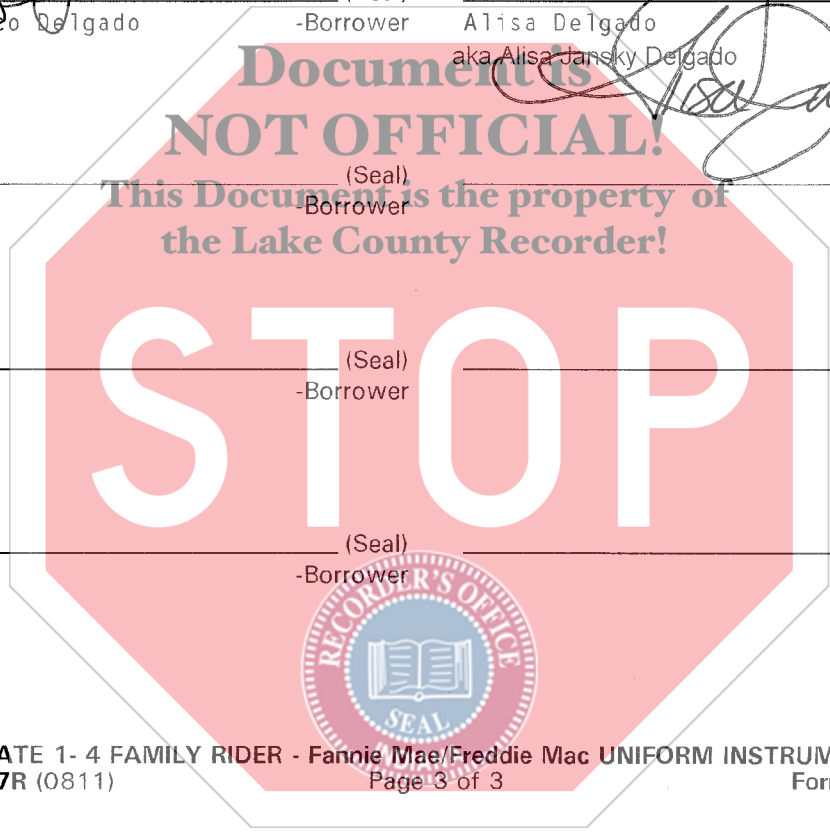 Delgado -Borrower Alisa Delgado
aka Alisa Jansky Delgado
Document is
NOT OFFICIAL!
(Seal)
This Document is the property of
-Borrower
the Lake County Recorder!
STOP
(Seal)
-Borrower
(Seal)
-Borrower
RECORDER'S OFFICE
SEAL
INDIANA
ATE 1- 4 FAMILY RIDER - Fannie Mae/Freddie Mac UNIFORM INSTRUM
7R (0811) Page 3 of 3 For